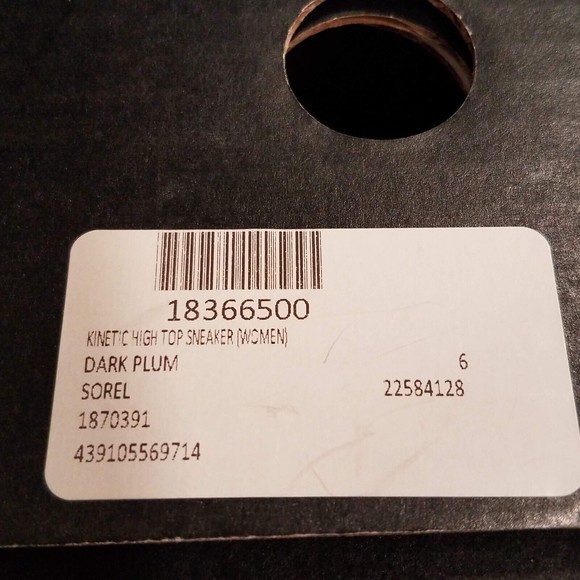 18366500
KINETIC HIGH TOP SNEAKER (WOMEN)
DARK PLUM 6
SOREL 22584128
1870391
439105569714